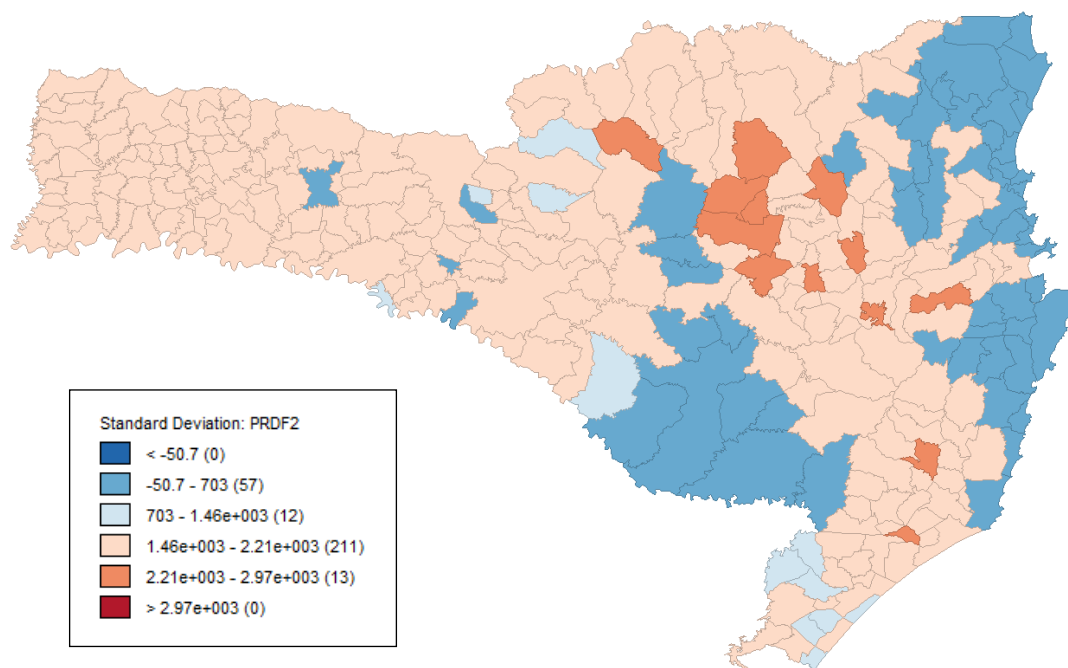 Standard Deviation: PRDF2
< -50.7 (0)
-50.7 - 703 (57)
703 - 1.46e+003 (12)
1.46e+003 - 2.21e+003 (211)
2.21e+003 - 2.97e+003 (13)
> 2.97e+003 (0)